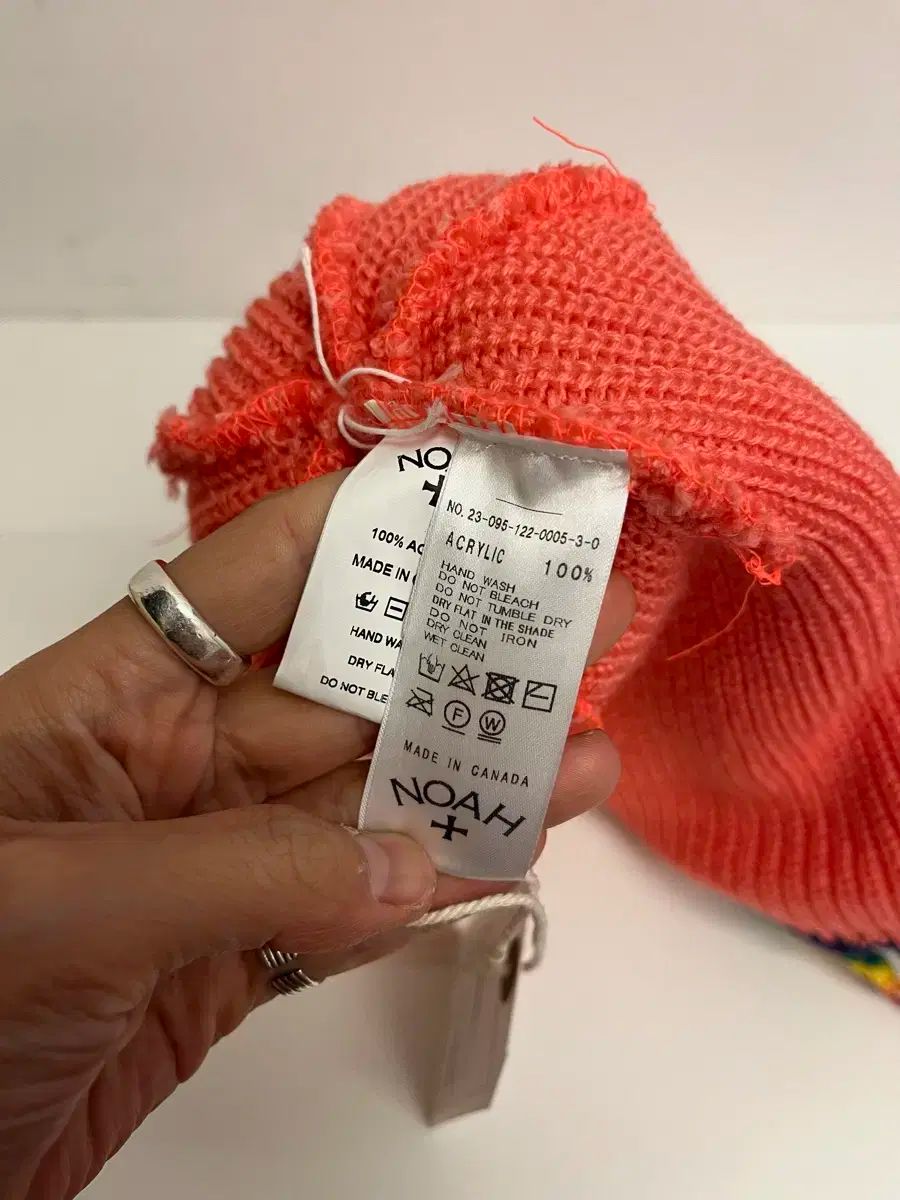 NO
100% AC
MADE IN
HAND WA
DRY FLA
DO NOT BLE
NO. 23-095-122-0005-3-0
ACRYLIC 100%
HAND WASH
DO NOT BLEACH
DO NOT TUMBLE DRY
DRY FLAT IN THE SHADE
DO NOT IRON
DRY CLEAN
WET CLEAN
F W
MADE IN CANADA
NOAH